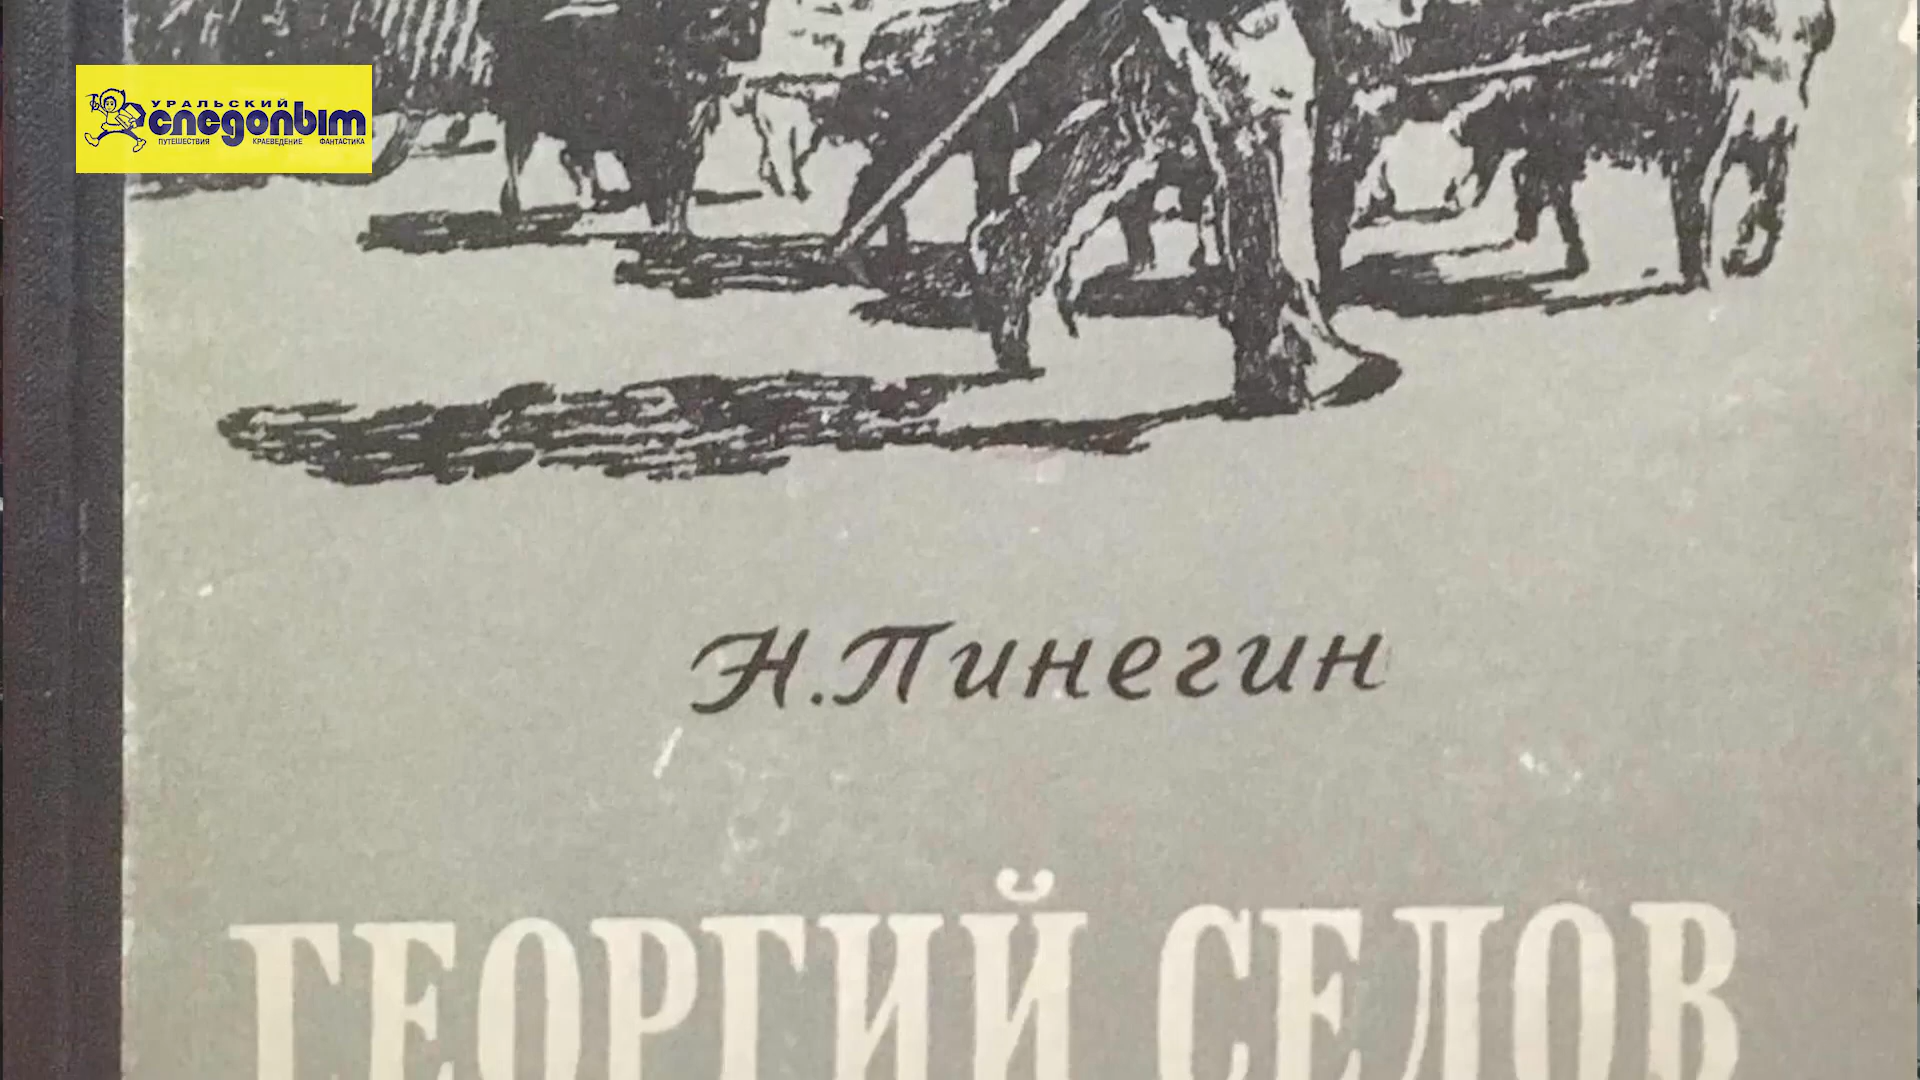 УРАЛЬСКИЙ
следопыт
ПУТЕШЕСТВИЯ КРАЕВЕДЕНИЕ ФАНТАСТИКА
Н. Пинегин
ГЕОРГИЙ СЕДОВ